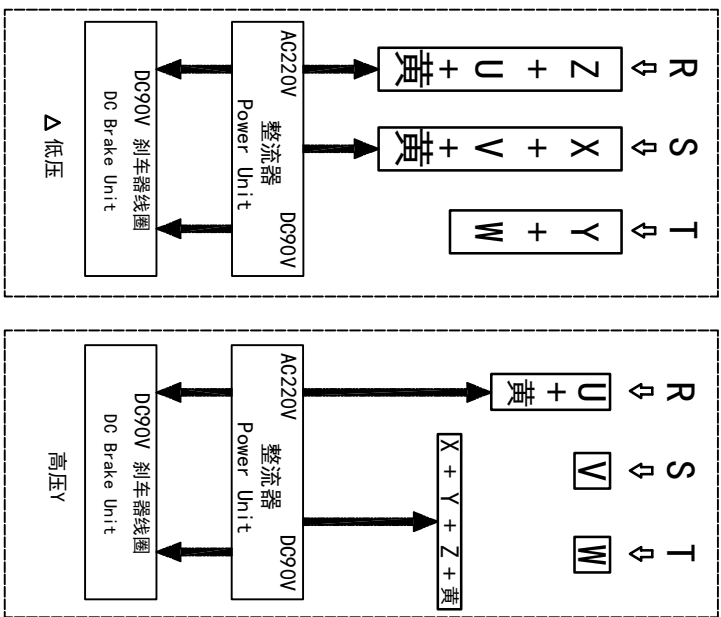 R S T
Z + U + 黄
X + V + 黄
Y + W
AC220V 整流器 DC90V
Power Unit
DC90V 刹车器线圈
DC Brake Unit
Δ 低压
R S T
U + 黄
V
W
X + Y + Z + 黄
AC220V 整流器 DC90V
Power Unit
DC90V 刹车器线圈
DC Brake Unit
高压Y